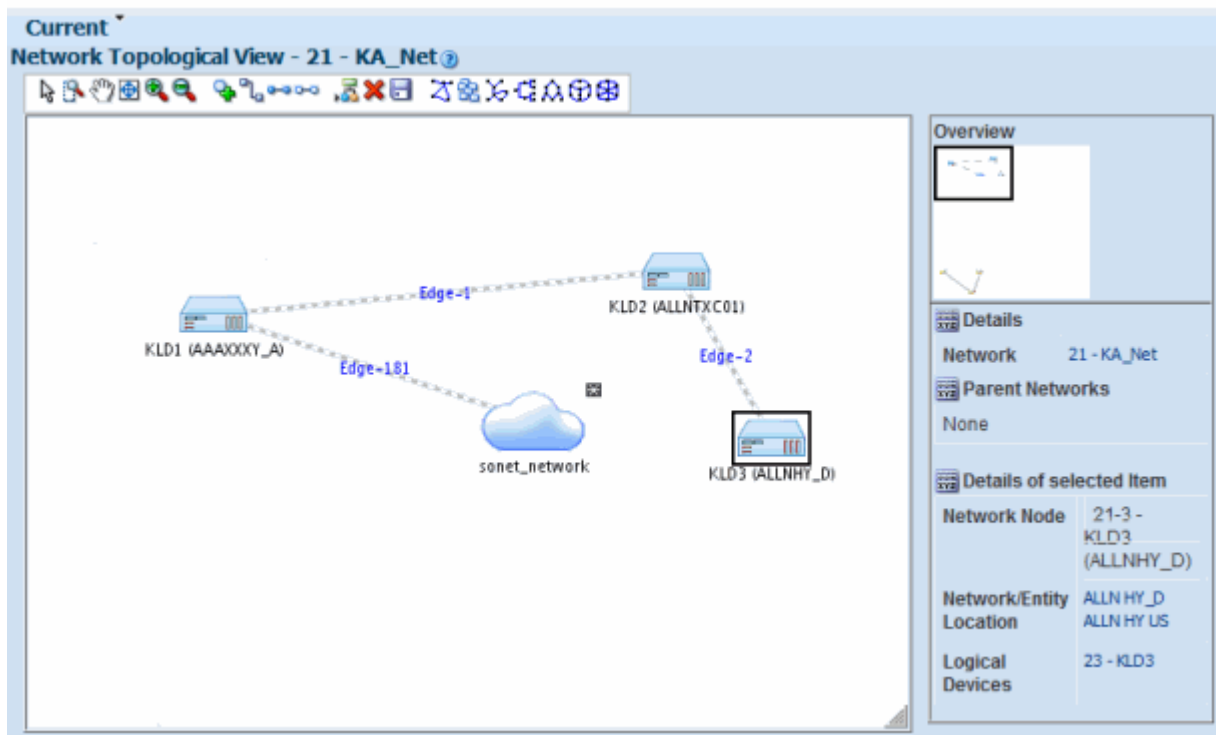 Current
Network Topological View - 21 - KA_Net
Overview
Edge-1
KLD2 (ALLNTXC01)
KLD1 (AAAXXXY_A)
Edge-181
Edge-2
sonet_network
KLD3 (ALLNHY_D)
Details
Network 21 - KA_Net
Parent Networks
None
Details of selected Item
Network Node 21-3 -
KLD3
(ALLNHY_D)
Network/Entity ALLNHY_D
Location ALLN HY US
Logical 23 - KLD3
Devices